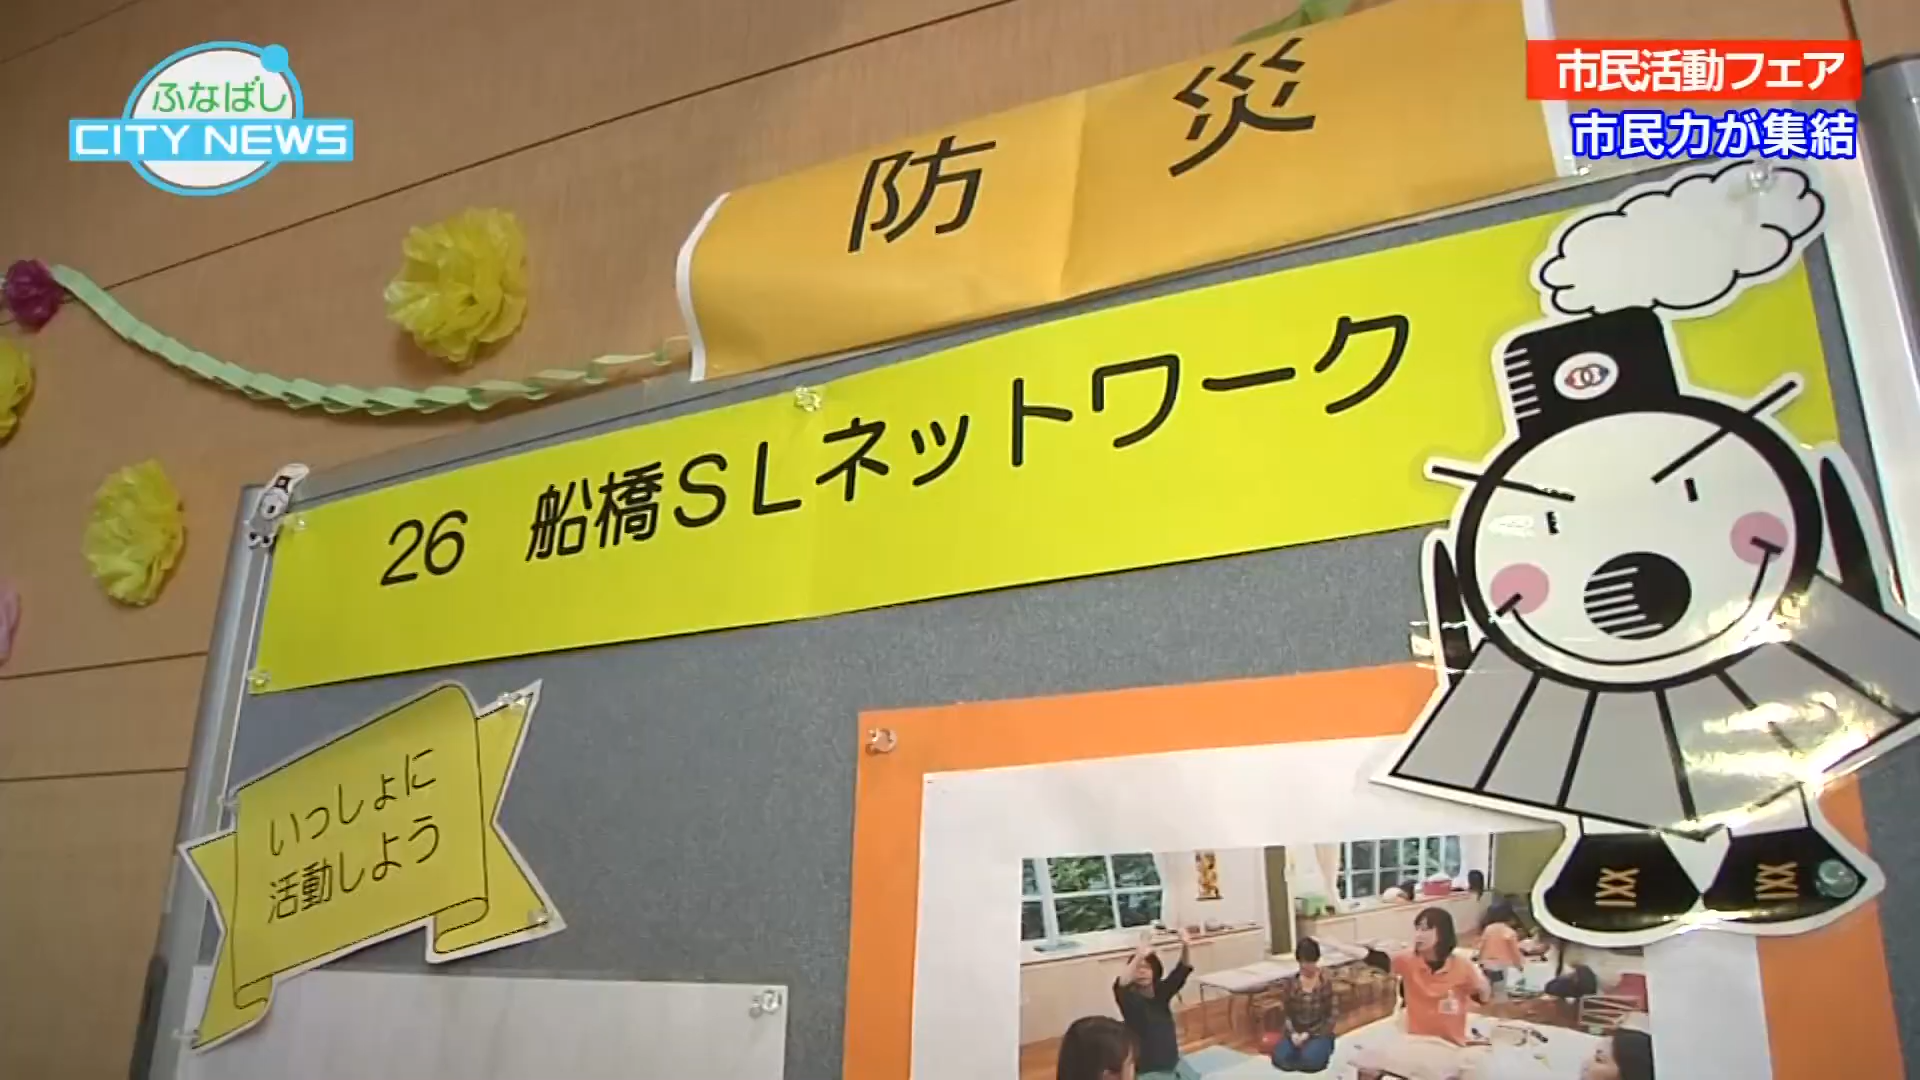 ふなばし
CITY NEWS
市民活動フェア
市民力が集結
防災
26 船橋SLネットワーク
いっしょに
活動しよう
IXX
IXX